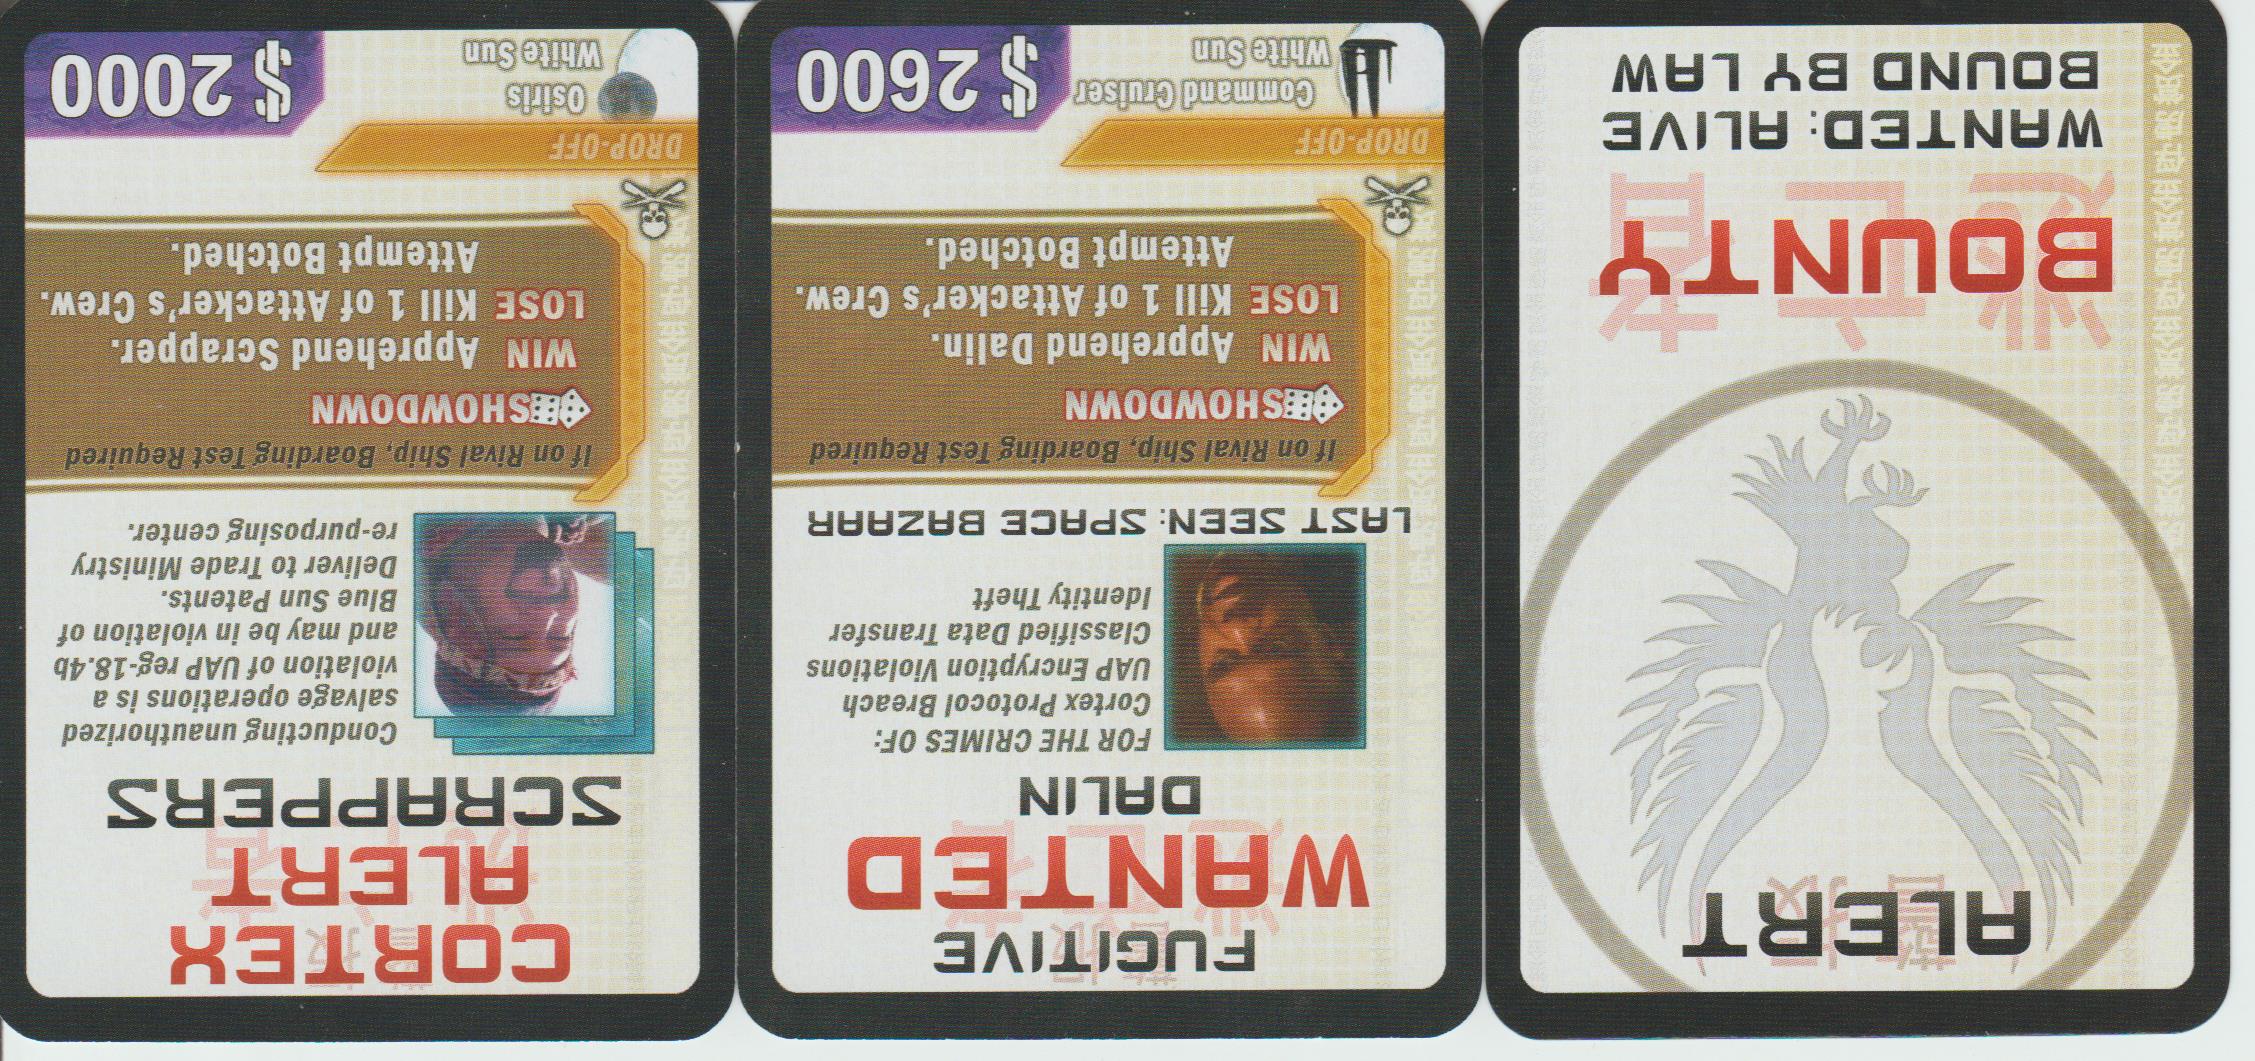 ALERT
BOUNTY
WANTED: ALIVE
BOUND BY LAW
FUGITIVE
WANTED
DALIN
FOR THE CRIMES OF:
Cortex Protocol Breach
UAP Encryption Violations
Classified Data Transfer
Identity Theft
LAST SEEN: SPACE BAZAAR
If on Rival Ship, Boarding Test Required
SHOWDOWN
WIN Apprehend Dalin.
LOSE Kill 1 of Attacker's Crew.
Attempt Botched.
DROP-OFF
Command Cruiser
White Sun
$ 2600
CORTEX
ALERT
SCRAPPERS
Conducting unauthorized
salvage operations is a
violation of UAP reg-18.4b
and may be in violation of
Blue Sun Patents.
Deliver to Trade Ministry
re-purposing center.
If on Rival Ship, Boarding Test Required
SHOWDOWN
WIN Apprehend Scrapper.
LOSE Kill 1 of Attacker's Crew.
Attempt Botched.
DROP-OFF
Osiris
White Sun
$ 2000